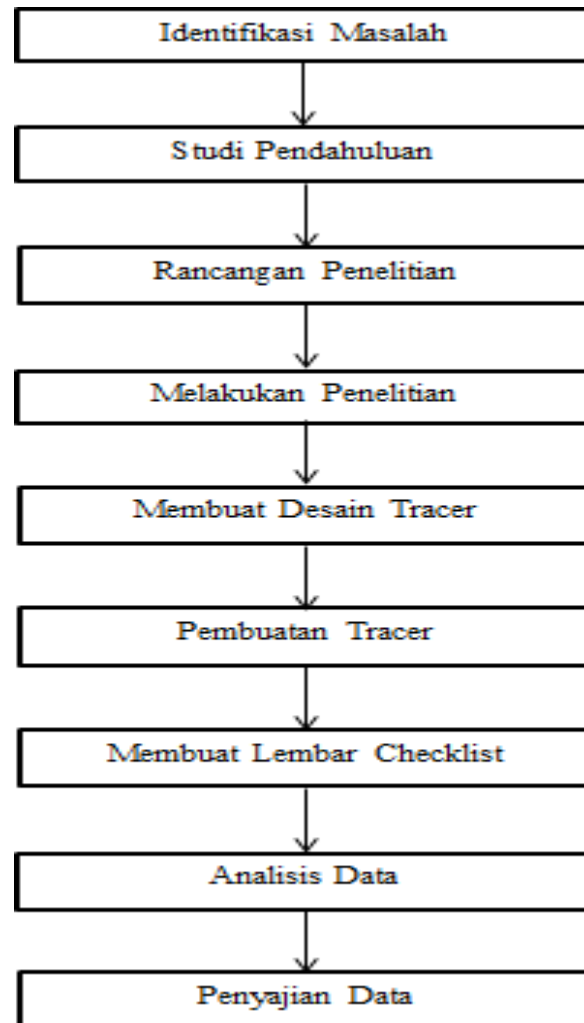 Identifikasi Masalah
Studi Pendahuluan
Rancangan Penelitian
Melakukan Penelitian
Membuat Desain Tracer
Pembuatan Tracer
Membuat Lembar Checklist
Analisis Data
Penyajian Data